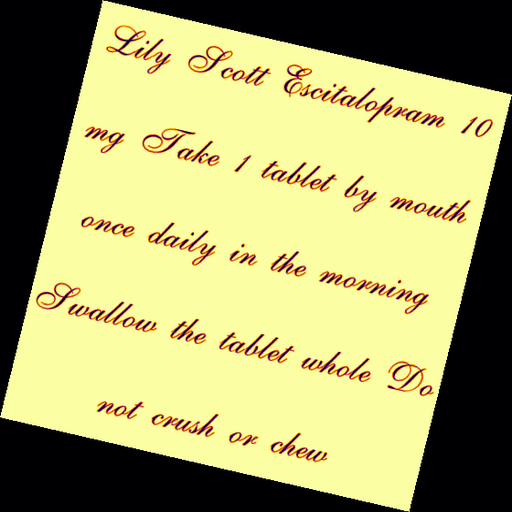 Lily Scott Escitalopram 10
mg Take 1 tablet by mouth
once daily in the morning
Swallow the tablet whole Do
not crush or chew